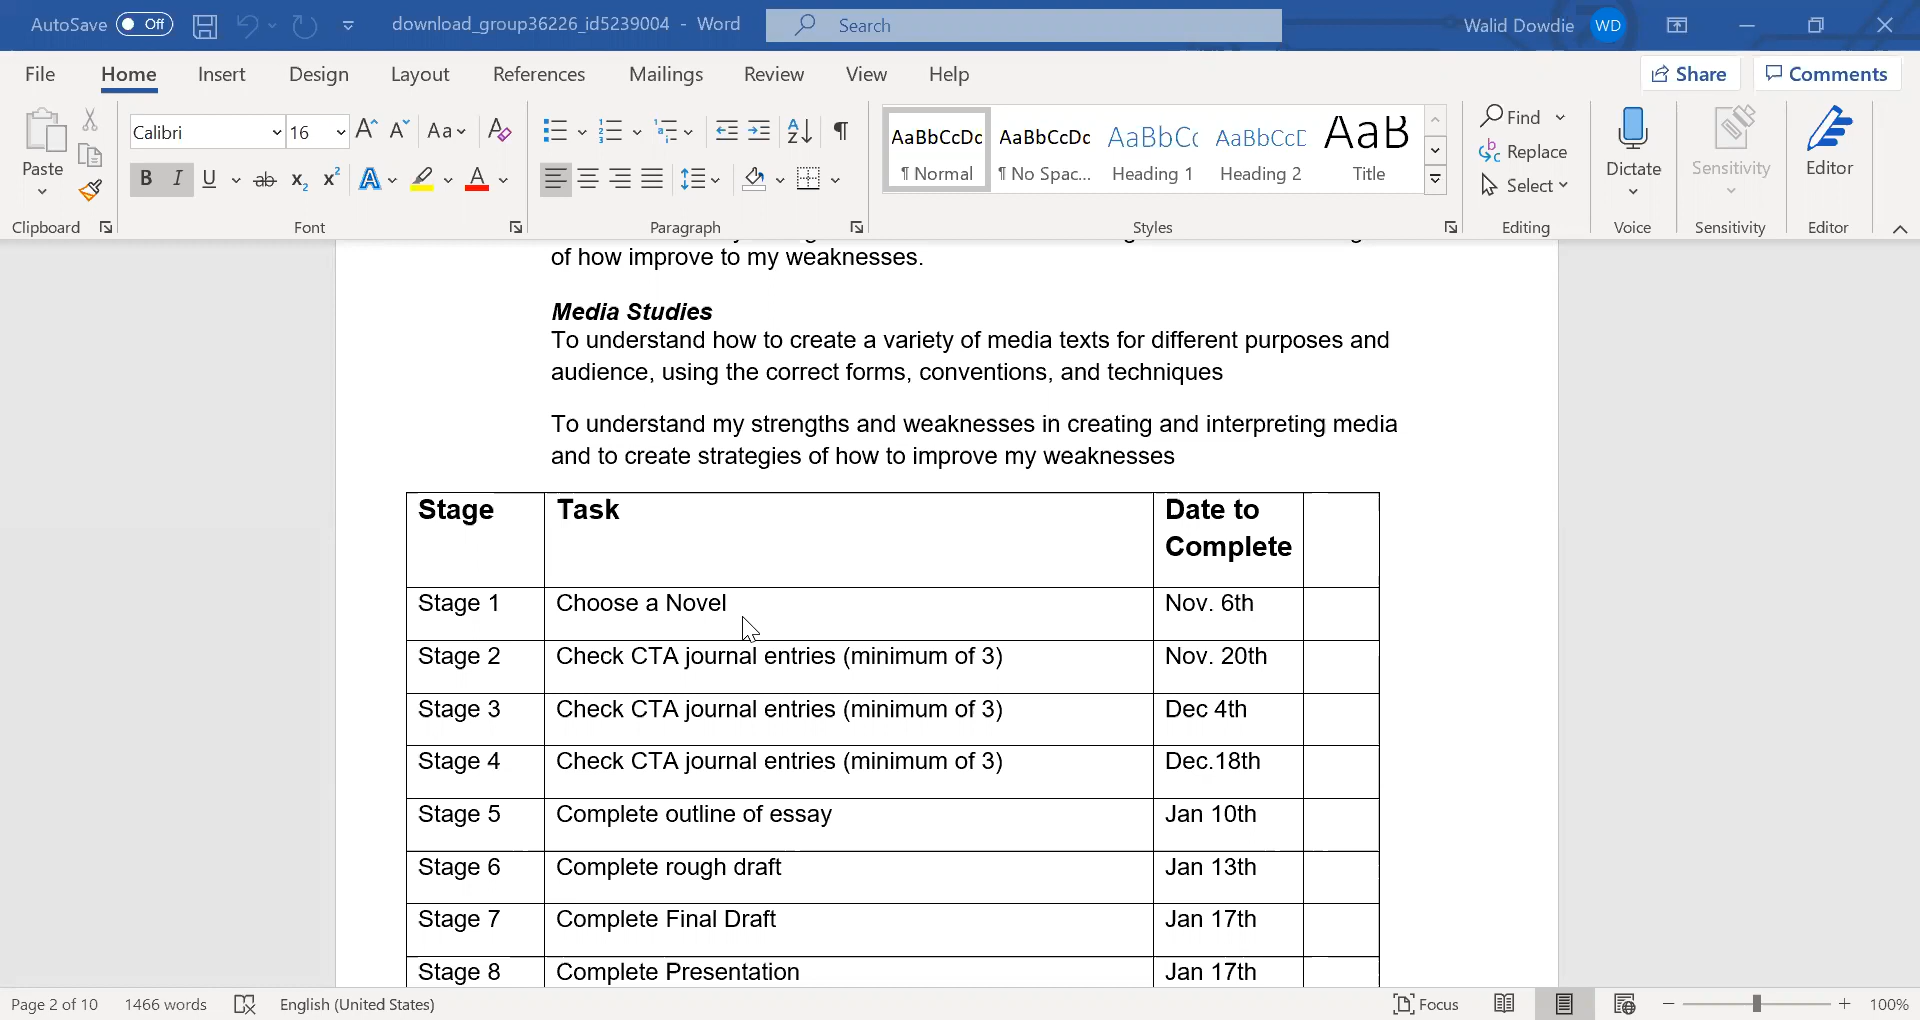 AutoSave Off download_group36226_id5239004 - Word Search Walid Dowdie WD
File Home Insert Design Layout References Mailings Review View Help Share Comments
Paste
Calibri 16 Aa
B I U ab x₂ x² A A
¶
AaBbCcDc AaBbCcDc AaBbCc AaBbCcD AaB
¶ Normal ¶ No Spac... Heading 1 Heading 2 Title
Find
Replace
Select
Dictate Sensitivity Editor
Clipboard Font Paragraph Styles Editing Voice Sensitivity Editor
of how improve to my weaknesses.
Media Studies
To understand how to create a variety of media texts for different purposes and
audience, using the correct forms, conventions, and techniques
To understand my strengths and weaknesses in creating and interpreting media
and to create strategies of how to improve my weaknesses
Stage Task Date to
Complete
Stage 1 Choose a Novel Nov. 6th
Stage 2 Check CTA journal entries (minimum of 3) Nov. 20th
Stage 3 Check CTA journal entries (minimum of 3) Dec 4th
Stage 4 Check CTA journal entries (minimum of 3) Dec.18th
Stage 5 Complete outline of essay Jan 10th
Stage 6 Complete rough draft Jan 13th
Stage 7 Complete Final Draft Jan 17th
Stage 8 Complete Presentation Jan 17th
Page 2 of 10 1466 words English (United States) Focus 100%